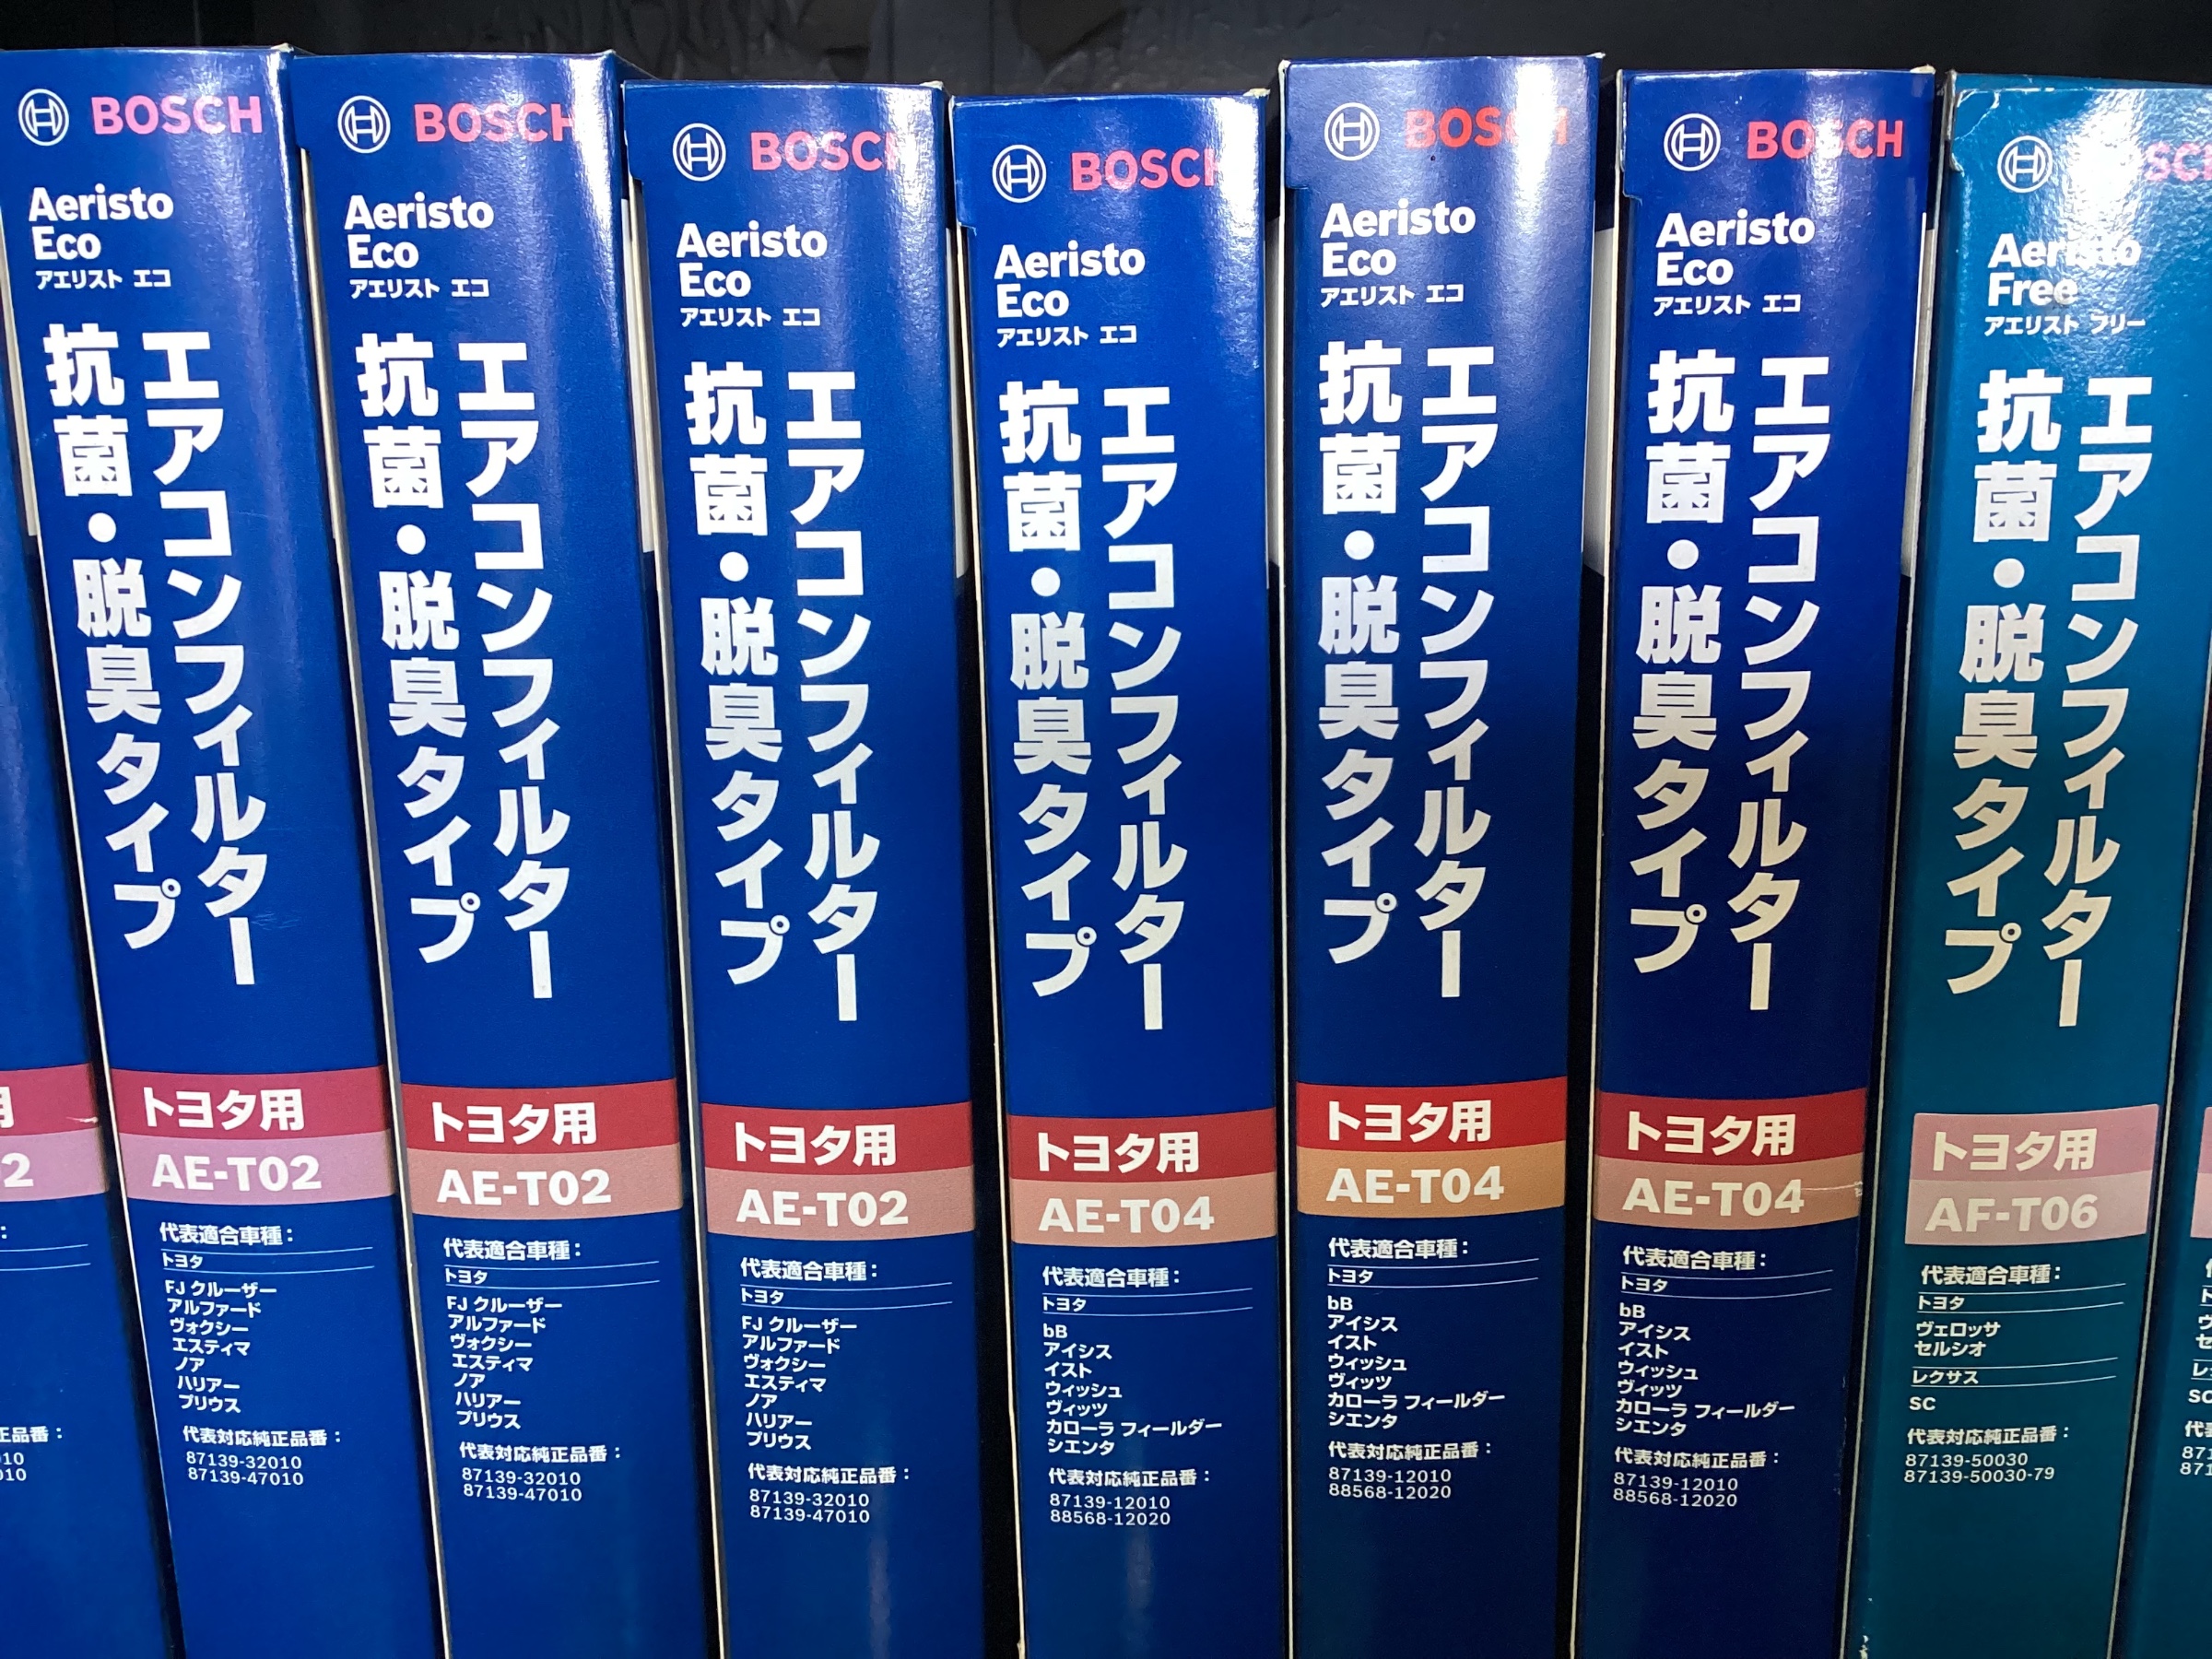 用
2
:
正品番：
010
010
BOSCH
Aeristo
Eco
アエリスト エコ
エアコンフィルター
抗菌・脱臭タイプ
トヨタ用
AE-T02
代表適合車種：
トヨタ
FJ クルーザー
アルファード
ヴォクシー
エスティマ
ノア
ハリアー
プリウス
代表対応純正品番：
87139-32010
87139-47010
BOSCH
Aeristo
Eco
アエリスト エコ
エアコンフィルター
抗菌・脱臭タイプ
トヨタ用
AE-T02
代表適合車種：
トヨタ
FJ クルーザー
アルファード
ヴォクシー
エスティマ
ノア
ハリアー
プリウス
代表対応純正品番：
87139-32010
87139-47010
BOSCH
Aeristo
Eco
アエリスト エコ
エアコンフィルター
抗菌・脱臭タイプ
トヨタ用
AE-T02
代表適合車種：
トヨタ
FJ クルーザー
アルファード
ヴォクシー
エスティマ
ノア
ハリアー
プリウス
代表対応純正品番：
87139-32010
87139-47010
BOSCH
Aeristo
Eco
アエリスト エコ
エアコンフィルター
抗菌・脱臭タイプ
トヨタ用
AE-T04
代表適合車種：
トヨタ
bB
アイシス
イスト
ウィッシュ
ヴィッツ
カローラ フィールダー
シエンタ
代表対応純正品番：
87139-12010
88568-12020
BOSCH
Aeristo
Eco
アエリスト エコ
エアコンフィルター
抗菌・脱臭タイプ
トヨタ用
AE-T04
代表適合車種：
トヨタ
bB
アイシス
イスト
ウィッシュ
ヴィッツ
カローラ フィールダー
シエンタ
代表対応純正品番：
87139-12010
88568-12020
BOSCH
Aeristo
Eco
アエリスト エコ
エアコンフィルター
抗菌・脱臭タイプ
トヨタ用
AE-T04
代表適合車種：
トヨタ
bB
アイシス
イスト
ウィッシュ
ヴィッツ
カローラ フィールダー
シエンタ
代表対応純正品番：
87139-12010
88568-12020
BOSCH
Aeristo
Free
アエリスト フリー
エアコンフィルター
抗菌・脱臭タイプ
トヨタ用
AF-T06
代表適合車種：
トヨタ
ヴェロッサ
セルシオ
レクサス
SC
代表対応純正品番：
87139-50030
87139-50030-79